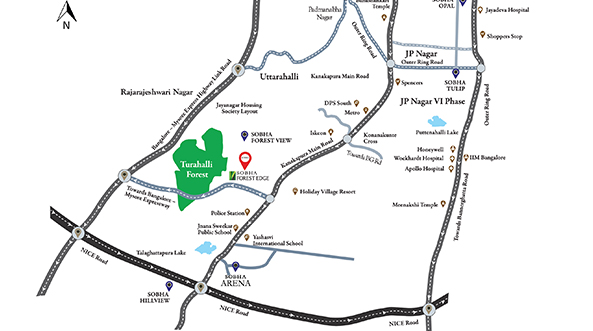 N
SOBHA
OPAL
Temple
Jayadeva Hospital
Padmanabha
Nagar
Outer Ring Road
Shoppers Stop
JP Nagar
Outer Ring Road
Uttarahalli
Kanakapura Main Road
SOBHA
TULIP
Spencers
Bangalore - Mysore Express Highway Link Road
Rajarajeshwari Nagar
Jayanagar Housing
Society Layout
DPS South
Metro
JP Nagar VI Phase
Outer Ring Road
Puttenahalli Lake
SOBHA
FOREST VIEW
Iskcon
Konanakunte
Cross
Towards BG Rd
Kanakapura Main Road
Honeywell
Wockhardt Hospital
IIM Bangalore
Apollo Hospital
Turahalli
Forest
SOBHA
FOREST EDGE
Towards Bangalore -
Mysore Expressway
Holiday Village Resort
Meenakshi Temple
Towards Bannerghatta Road
Police Station
Jnana Sweekar
Public School
Yashasvi
International School
Talaghattapura Lake
NICE Road
SOBHA
ARENA
SOBHA
HILLVIEW
NICE Road
NICE Road